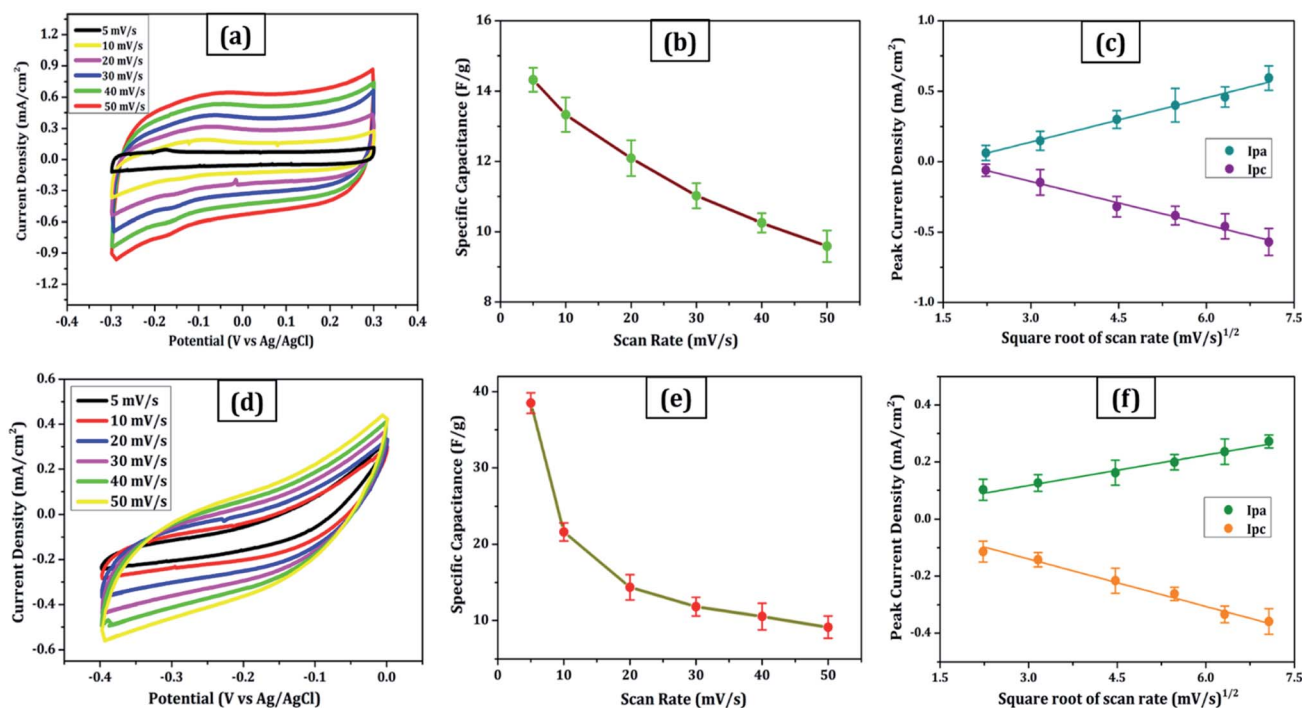 (a)
5 mV/s
10 mV/s
20 mV/s
30 mV/s
40 mV/s
50 mV/s
Current Density (mA/cm²)
1.2
0.9
0.6
0.3
0.0
-0.3
-0.6
-0.9
-1.2
-0.4 -0.3 -0.2 -0.1 0.0 0.1 0.2 0.3 0.4
Potential (V vs Ag/AgCl)
(b)
Specific Capacitance (F/g)
16
14
12
10
8
10 20 30 40 50
Scan Rate (mV/s)
(c)
Peak Current Density (mA/cm²)
1.0
0.5
0.0
-0.5
-1.0
Ipa
Ipc
1.5 3.0 4.5 6.0 7.5
Square root of scan rate (mV/s)^1/2
(d)
5 mV/s
10 mV/s
20 mV/s
30 mV/s
40 mV/s
50 mV/s
Current Density (mA/cm²)
0.6
0.4
0.2
0.0
-0.2
-0.4
-0.6
-0.4 -0.3 -0.2 -0.1 0.0
Potential (V vs Ag/AgCl)
(e)
Specific Capacitance (F/g)
40
30
20
10
10 20 30 40 50
Scan Rate (mV/s)
(f)
Peak Current Density (mA/cm²)
0.4
0.2
0.0
-0.2
-0.4
Ipa
Ipc
1.5 3.0 4.5 6.0 7.5
Square root of scan rate (mV/s)^1/2